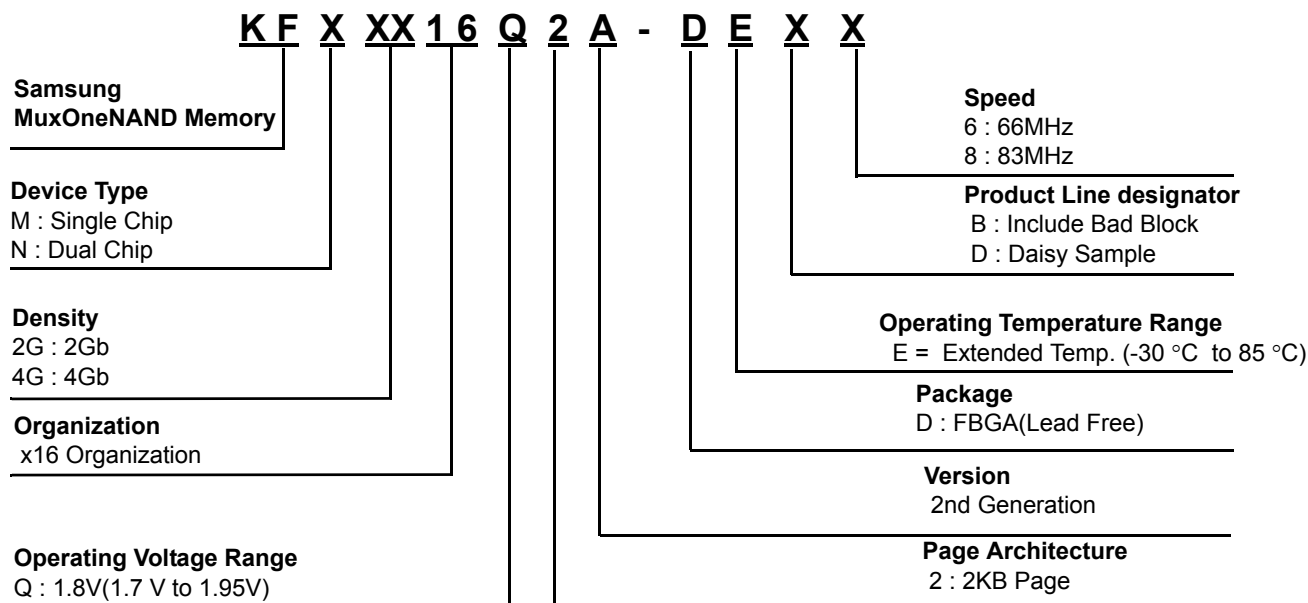 K F X XX 1 6 Q 2 A - D E X X
Samsung
MuxOneNAND Memory
Device Type
M : Single Chip
N : Dual Chip
Density
2G : 2Gb
4G : 4Gb
Organization
x16 Organization
Operating Voltage Range
Q : 1.8V(1.7 V to 1.95V)
Speed
6 : 66MHz
8 : 83MHz
Product Line designator
B : Include Bad Block
D : Daisy Sample
Operating Temperature Range
E = Extended Temp. (-30 °C to 85 °C)
Package
D : FBGA(Lead Free)
Version
2nd Generation
Page Architecture
2 : 2KB Page